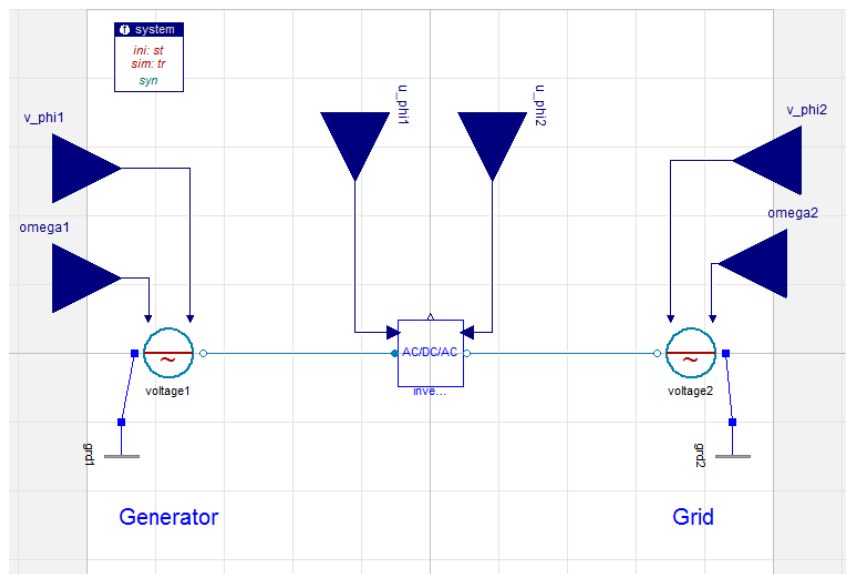 i system
ini: st
sim: tr
syn
v_phi1
u_phi1
u_phi2
v_phi2
omega1
omega2
AC/DC/AC
inve...
~
voltage1
~
voltage2
grd1
grd2
Generator
Grid